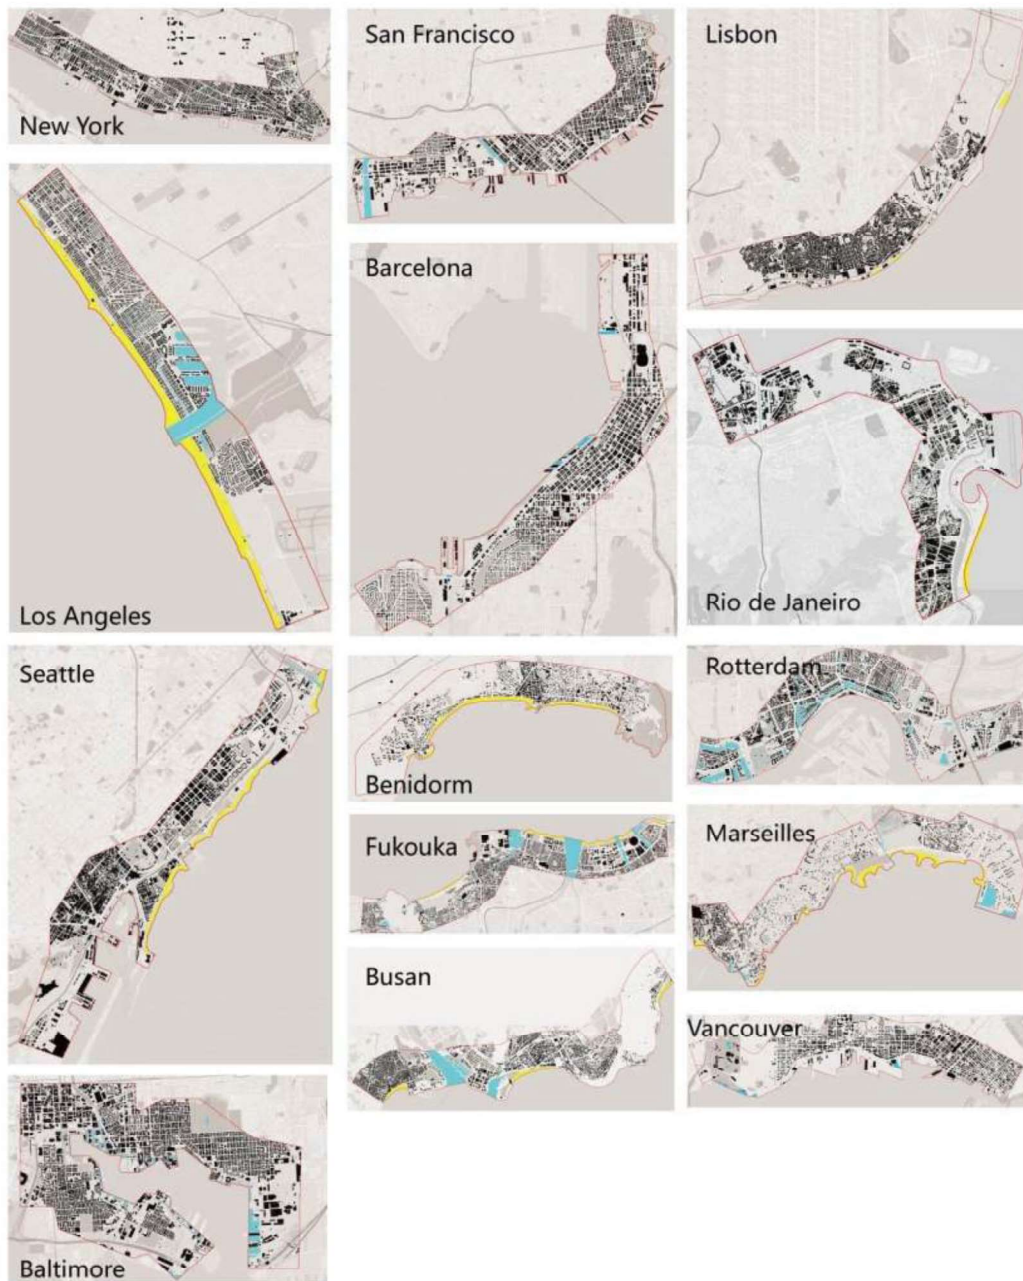 New York
San Francisco
Lisbon
Los Angeles
Barcelona
Rio de Janeiro
Seattle
Benidorm
Rotterdam
Fukouka
Marseilles
Busan
Vancouver
Baltimore